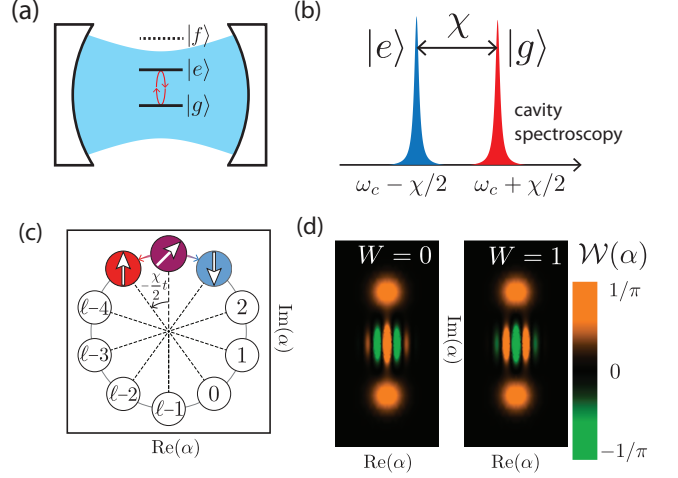 (a)
|f⟩
|e⟩
|g⟩
(b)
|e⟩ χ |g⟩
cavity
spectroscopy
ω_c − χ/2 ω_c + χ/2
(c)
−χ/2 t
ℓ–4 2
ℓ–3 1
ℓ–2 0
ℓ–1
Re(α)
Im(α)
(d)
W = 0 W = 1 𝒲(α)
1/π
0
−1/π
Im(α)
Re(α) Re(α)